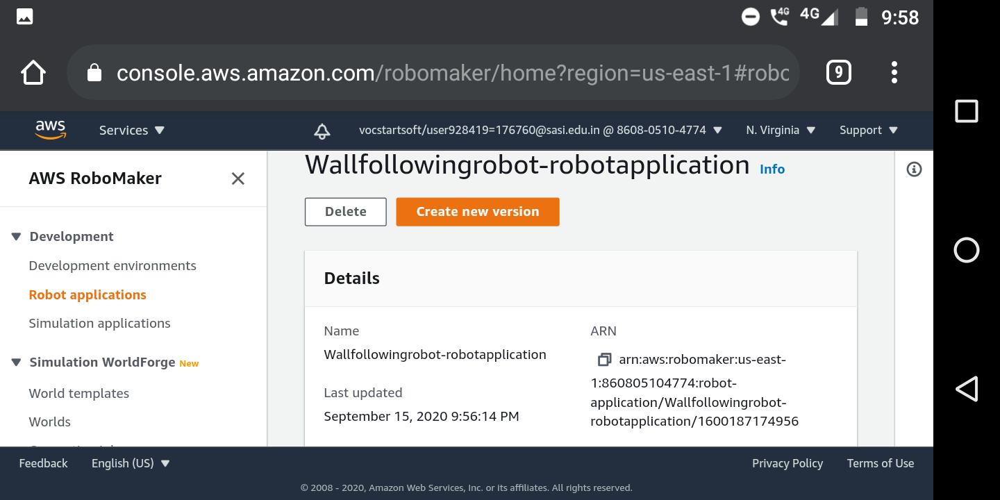 4G 4G 9:58
console.aws.amazon.com/robomaker/home?region=us-east-1#robo
9
aws
Services
vocstartsoft/user928419=176760@sasi.edu.in @ 8608-0510-4774
N. Virginia
Support
AWS RoboMaker
Development
Development environments
Robot applications
Simulation applications
Simulation WorldForge New
World templates
Worlds
Wallfollowingrobot-robotapplication Info
Delete
Create new version
Details
Name
Wallfollowingrobot-robotapplication
Last updated
September 15, 2020 9:56:14 PM
ARN
arn:aws:robomaker:us-east-
1:860805104774:robot-
application/Wallfollowingrobot-
robotapplication/1600187174956
Feedback
English (US)
Privacy Policy
Terms of Use
© 2008 - 2020, Amazon Web Services, Inc. or its affiliates. All rights reserved.